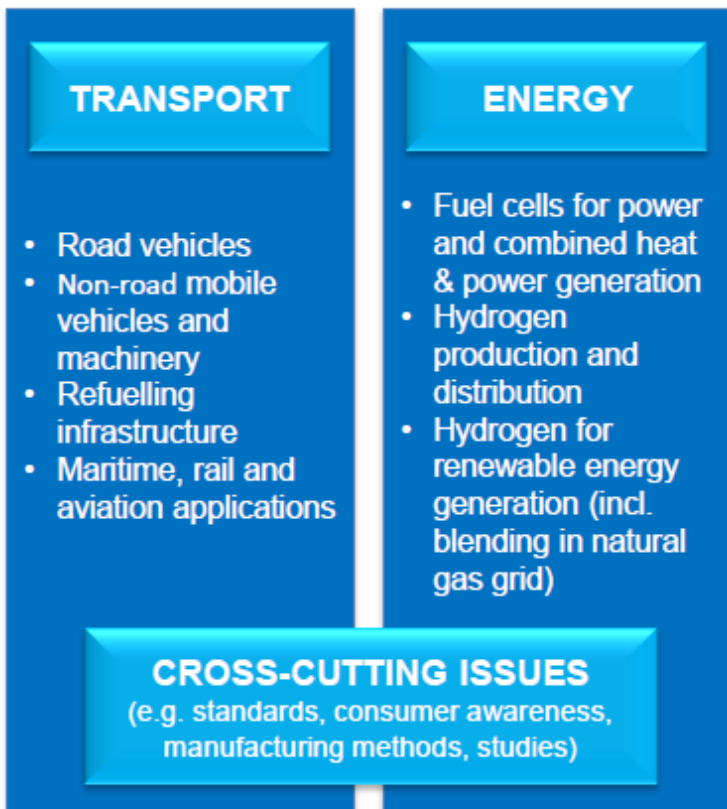 TRANSPORT
• Road vehicles
• Non-road mobile
vehicles and
machinery
• Refuelling
infrastructure
• Maritime, rail and
aviation applications
ENERGY
• Fuel cells for power
and combined heat
& power generation
• Hydrogen
production and
distribution
• Hydrogen for
renewable energy
generation (incl.
blending in natural
gas grid)
CROSS-CUTTING ISSUES
(e.g. standards, consumer awareness,
manufacturing methods, studies)